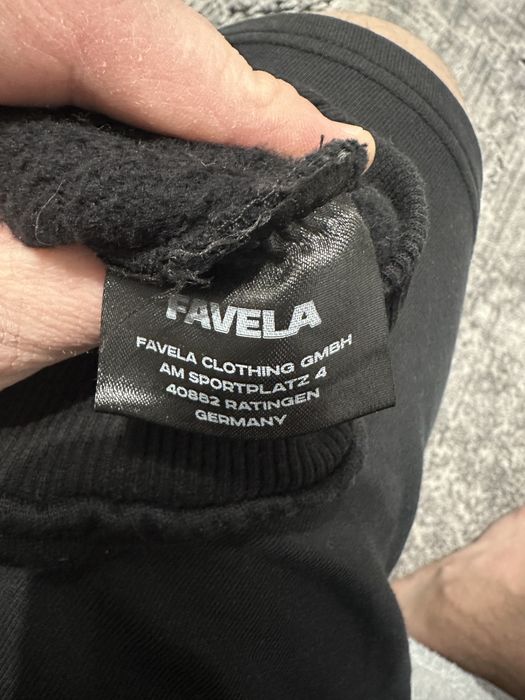 FAVELA
FAVELA CLOTHING GMBH
AM SPORTPLATZ 4
40882 RATINGEN
GERMANY